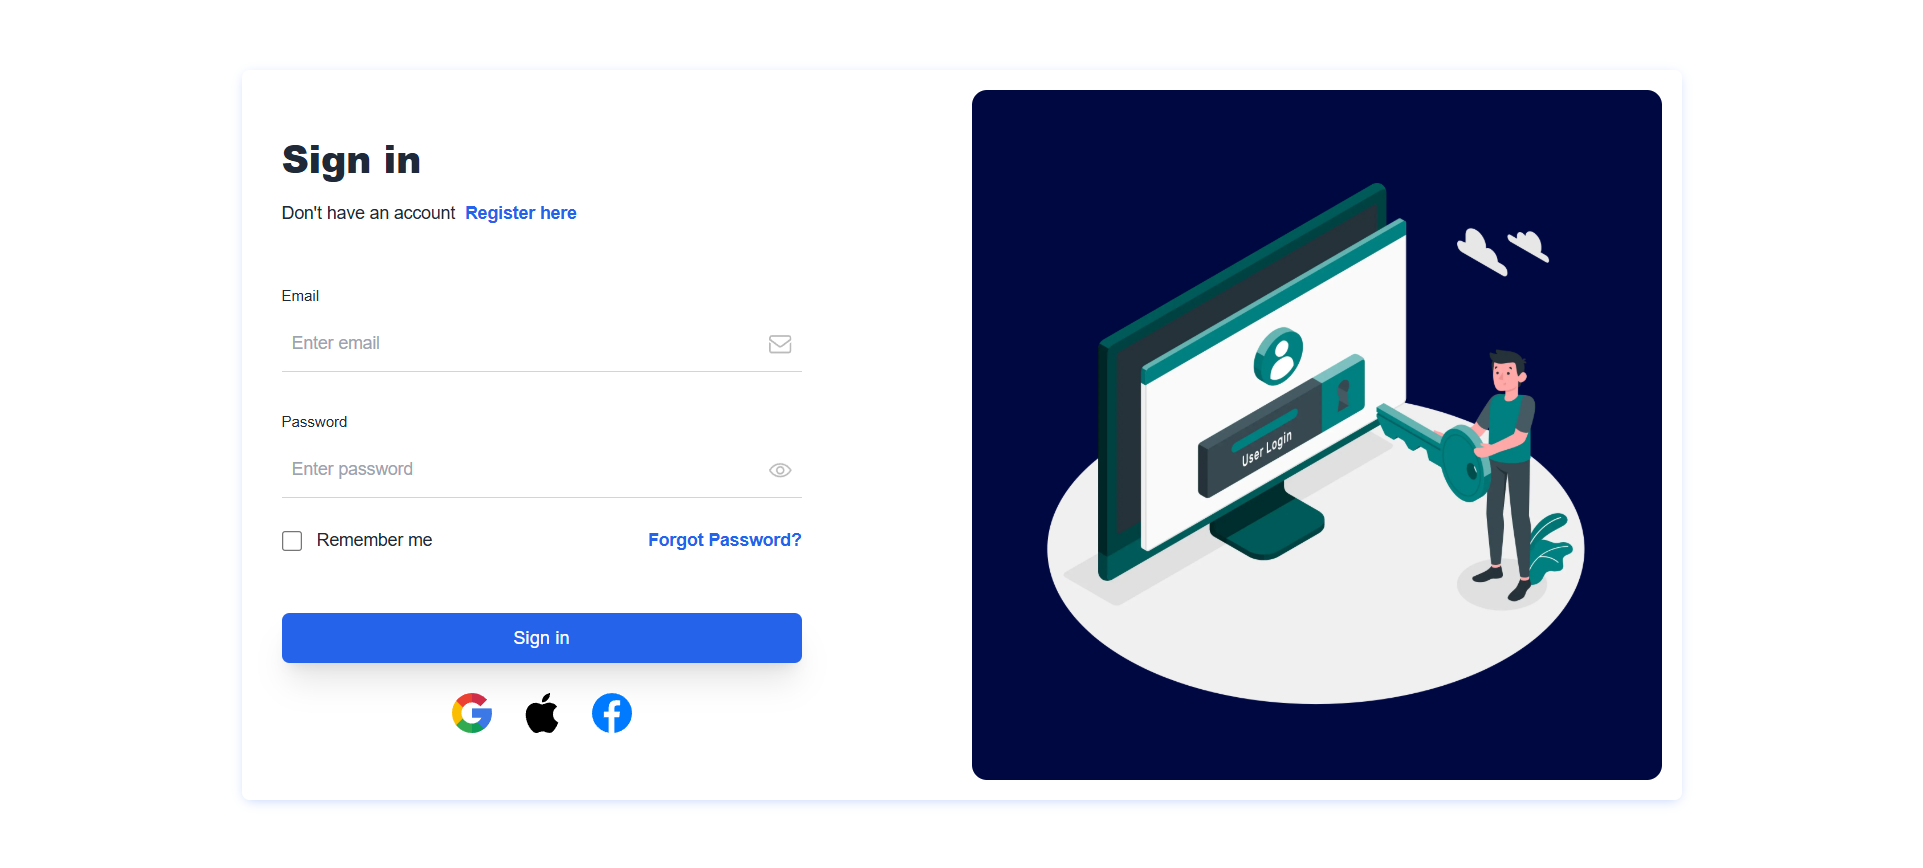 Sign in
Don't have an account Register here
Email
Enter email
Password
Enter password
Remember me
Forgot Password?
Sign in
User Login